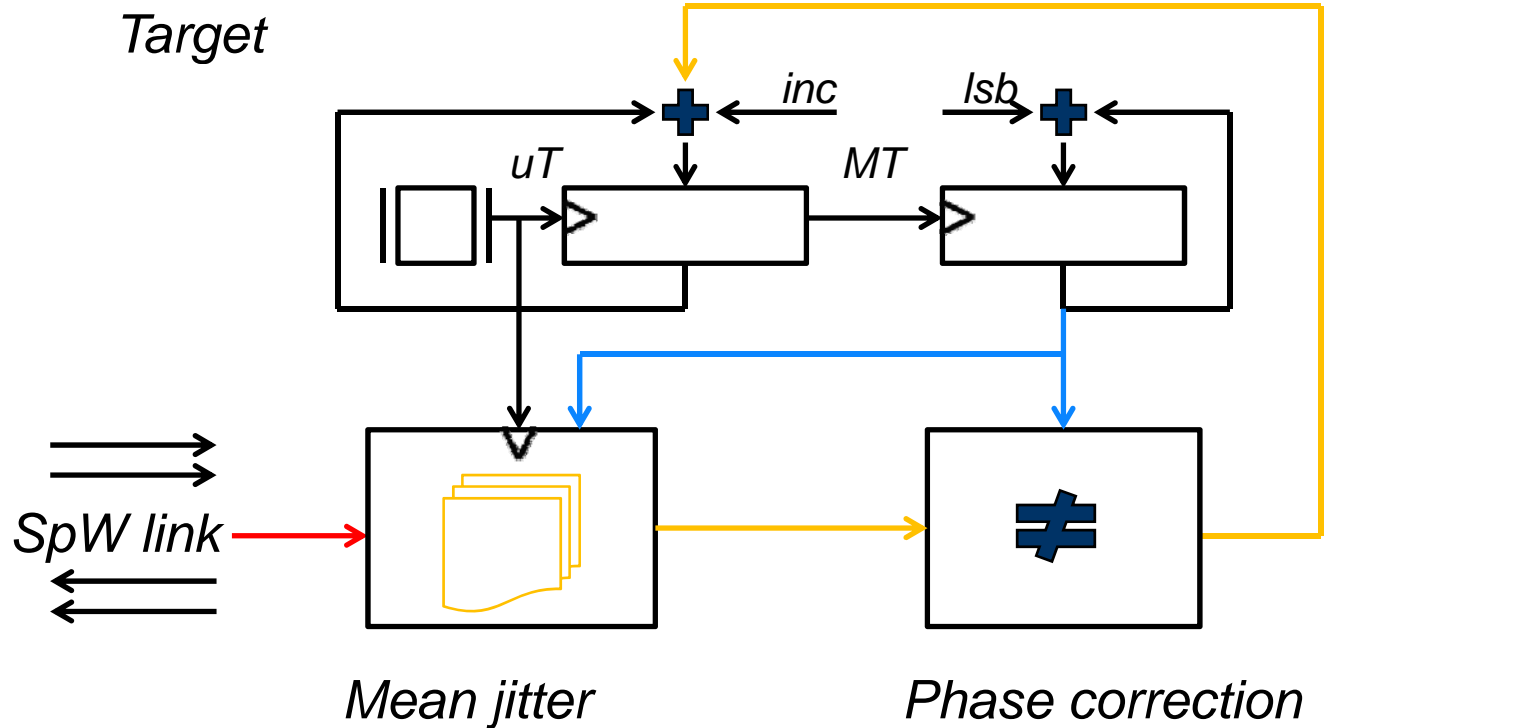 Target
inc
lsb
uT
MT
SpW link
Mean jitter
Phase correction